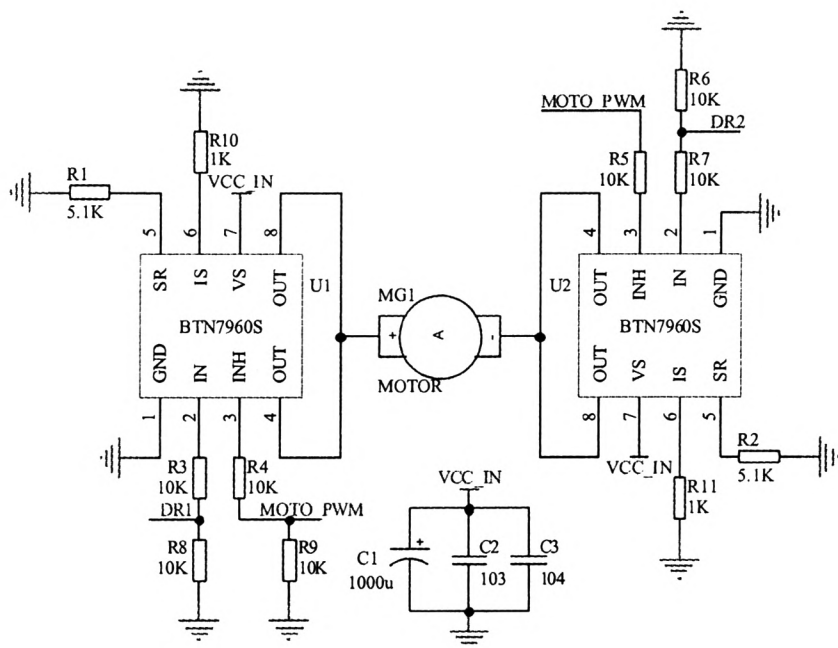 R6
10K
MOTO_PWM
DR2
R10
1K
R5
10K
R7
10K
VCC_IN
R1
5.1K
5
6
7
8
SR
IS
VS
OUT
U1
BTN7960S
GND
IN
INH
OUT
1
2
3
4
MG1
+
A
-
MOTOR
4
3
2
1
OUT
INH
IN
GND
U2
BTN7960S
OUT
VS
IS
SR
8
7
6
5
VCC_IN
R2
5.1K
R11
1K
R3
10K
R4
10K
DR1
MOTO_PWM
R8
10K
R9
10K
VCC_IN
+
C1
1000u
C2
103
C3
104